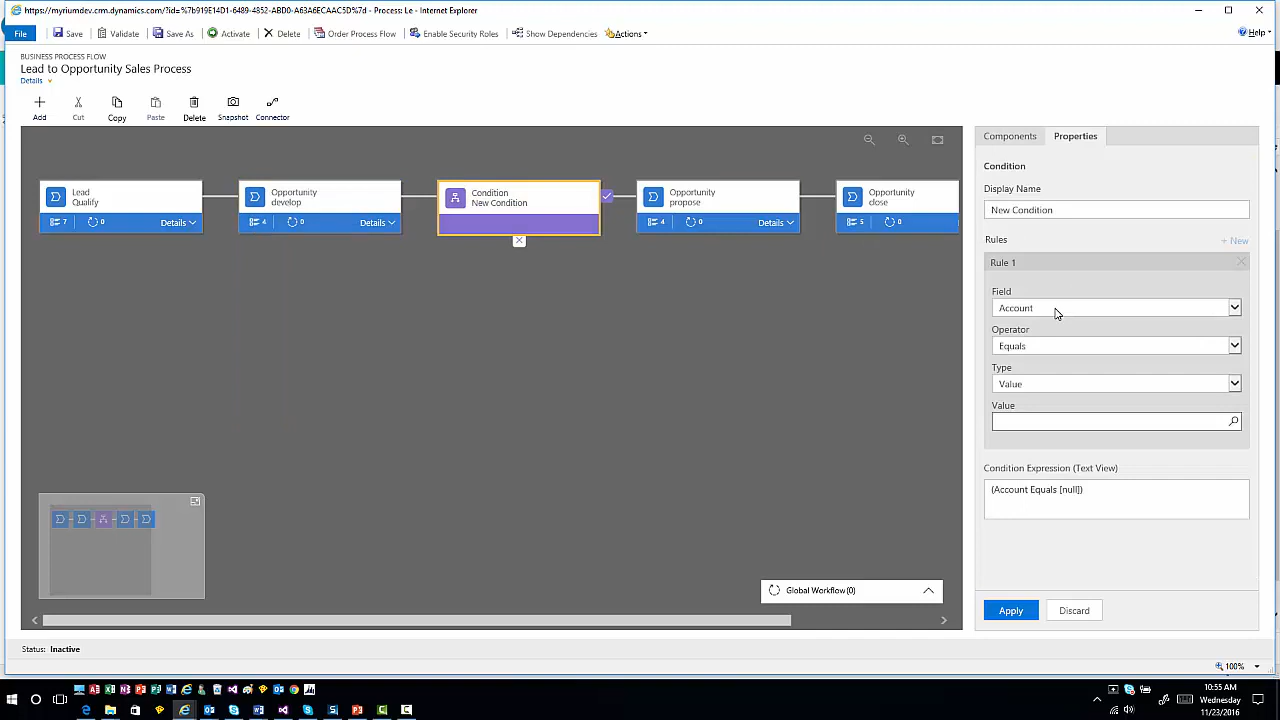 https://myriumdev.crm.dynamics.com/?id=%7b919E14D1-6489-4852-ABD0-A63A6ECAAC5D%7d - Process: Le - Internet Explorer
File Save Validate Save As Activate Delete Order Process Flow Enable Security Roles Show Dependencies Actions Help
BUSINESS PROCESS FLOW
Lead to Opportunity Sales Process
Details
Add Cut Copy Paste Delete Snapshot Connector
Components Properties
Lead
Qualify
7 0 Details
Opportunity
develop
4 0 Details
Condition
New Condition
Opportunity
propose
4 0 Details
Opportunity
close
5 0
Global Workflow (0)
Condition
Display Name
New Condition
Rules + New
Rule 1
Field
Account
Operator
Equals
Type
Value
Value
Condition Expression (Text View)
(Account Equals [null])
Apply Discard
Status: Inactive
100%
10:55 AM
Wednesday
11/23/2016